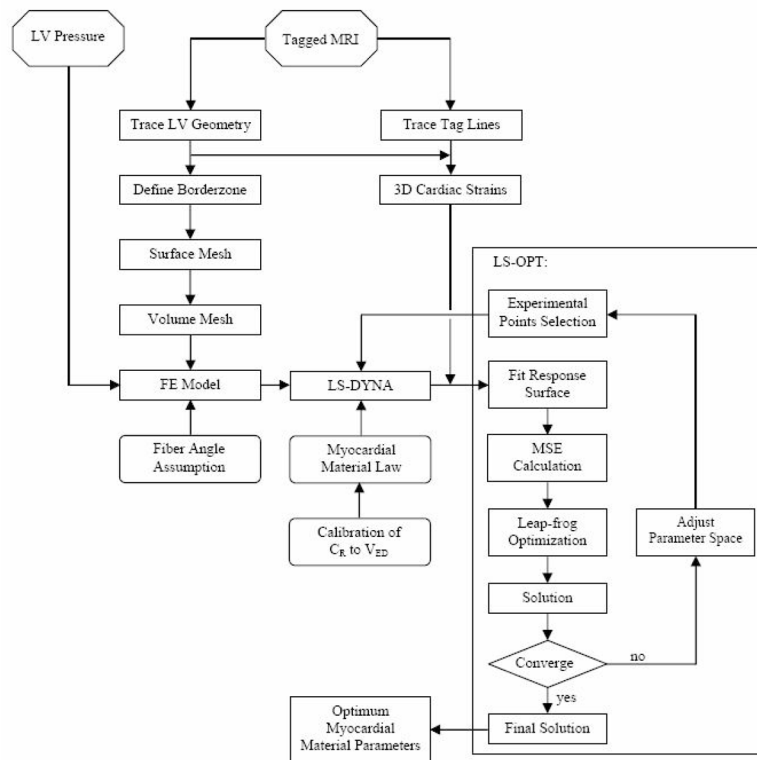 LV Pressure
Tagged MRI
Trace LV Geometry
Trace Tag Lines
Define Borderzone
3D Cardiac Strains
Surface Mesh
LS-OPT:
Volume Mesh
Experimental
Points Selection
FE Model
LS-DYNA
Fit Response
Surface
Fiber Angle
Assumption
Myocardial
Material Law
MSE
Calculation
Calibration of
C_R to V_ED
Leap-frog
Optimization
Adjust
Parameter Space
Solution
Converge
no
yes
Optimum
Myocardial
Material Parameters
Final Solution